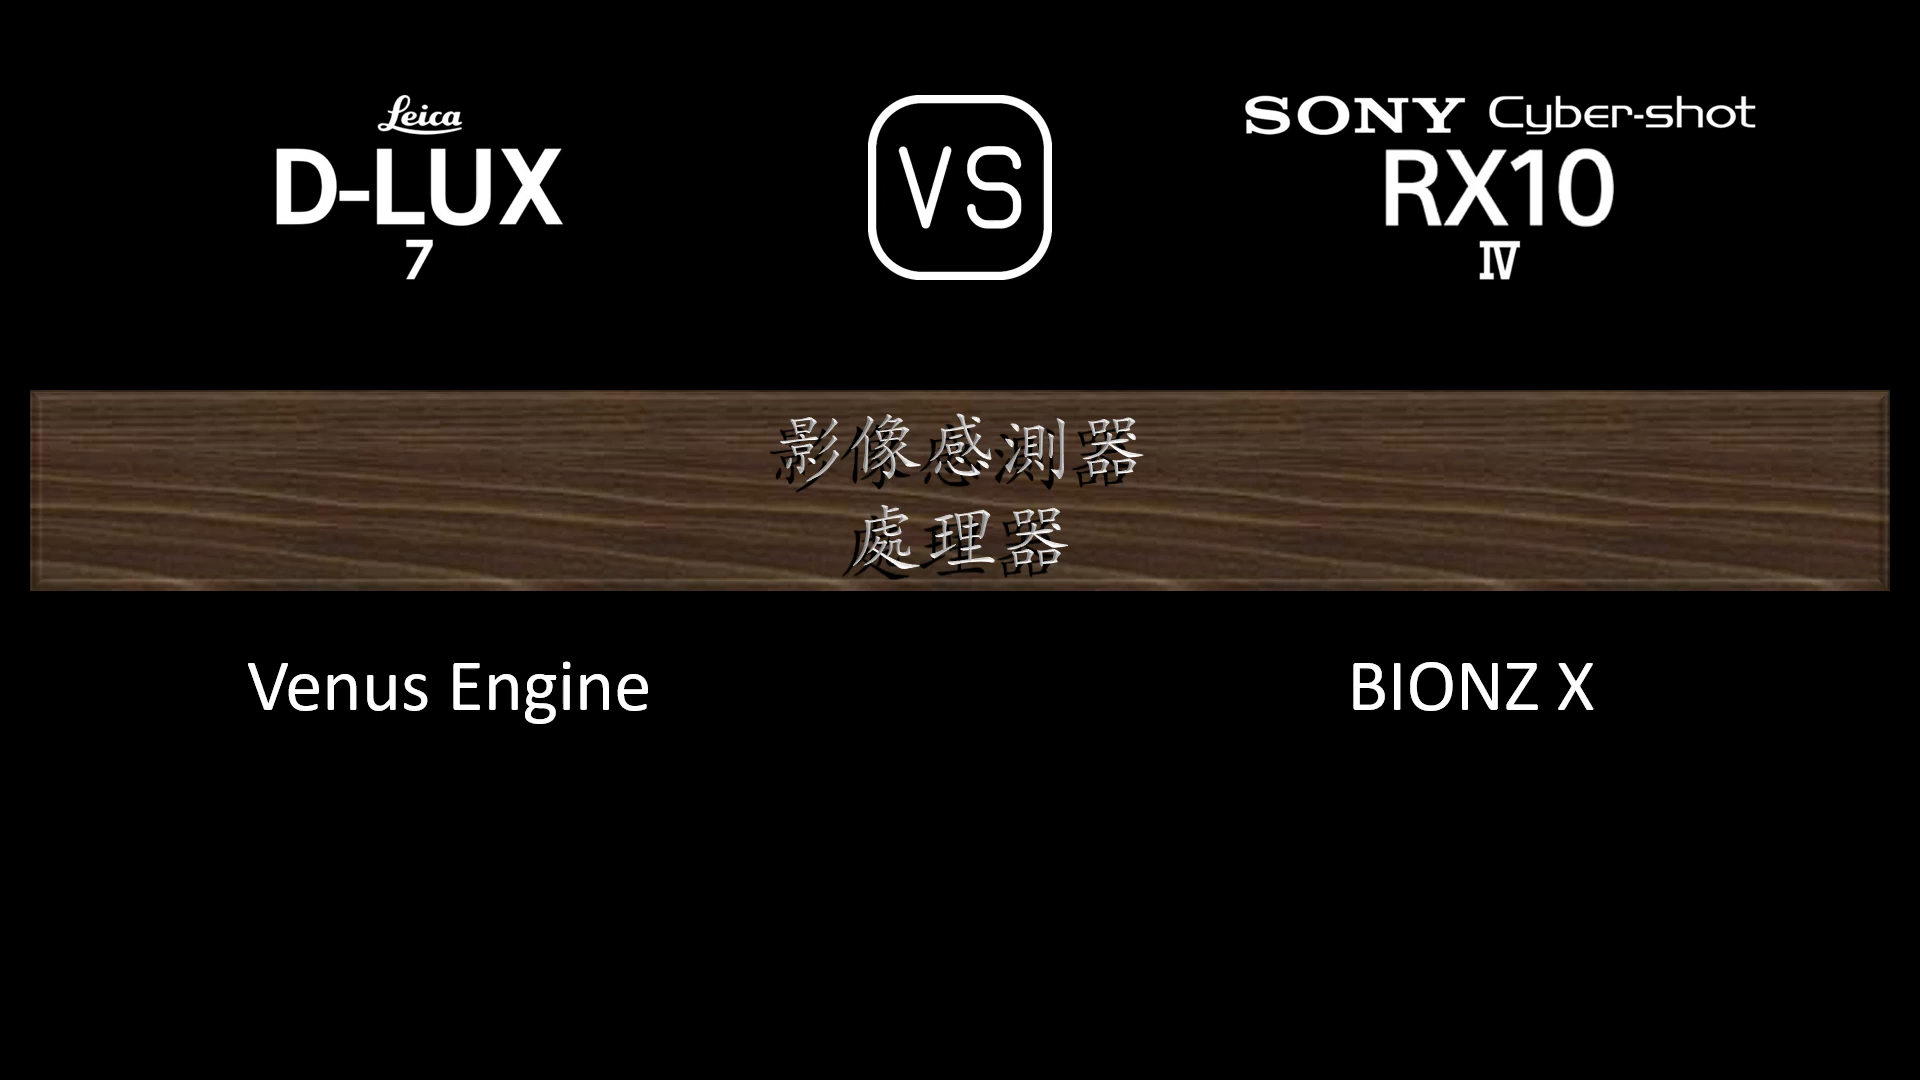 Leica
D-LUX
7
VS
SONY Cyber-shot
RX10
IV
影像感測器
處理器
Venus Engine
BIONZ X